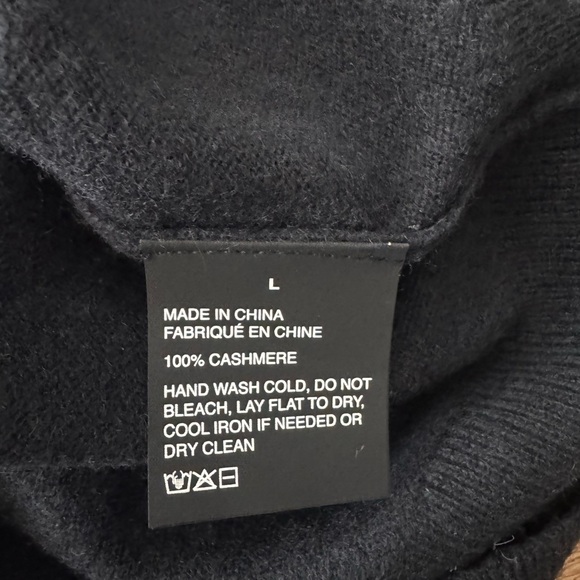 L
MADE IN CHINA
FABRIQUÉ EN CHINE
100% CASHMERE
HAND WASH COLD, DO NOT
BLEACH, LAY FLAT TO DRY,
COOL IRON IF NEEDED OR
DRY CLEAN